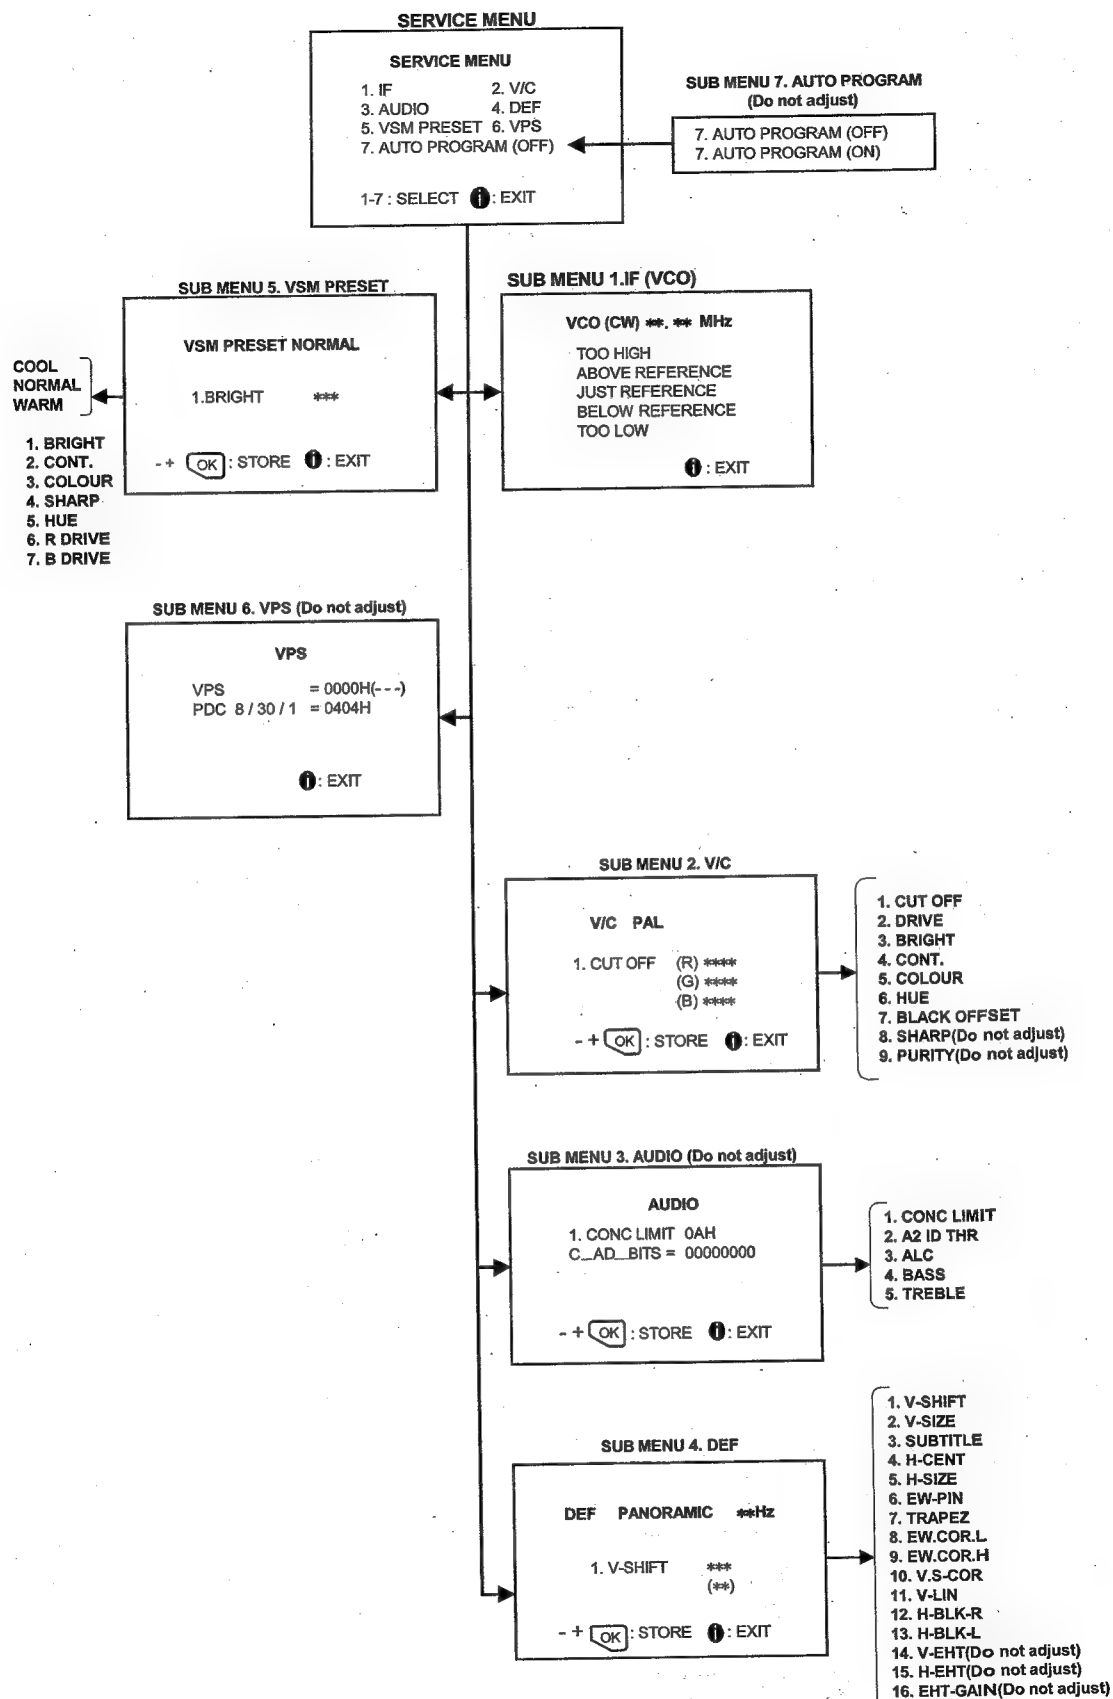 SERVICE MENU
SERVICE MENU
1. IF 2. V/C
3. AUDIO 4. DEF
5. VSM PRESET 6. VPS
7. AUTO PROGRAM (OFF)
1-7 : SELECT i : EXIT
SUB MENU 7. AUTO PROGRAM
(Do not adjust)
7. AUTO PROGRAM (OFF)
7. AUTO PROGRAM (ON)
SUB MENU 5. VSM PRESET
VSM PRESET NORMAL
1.BRIGHT ***
-+ OK : STORE i : EXIT
COOL
NORMAL
WARM
1. BRIGHT
2. CONT.
3. COLOUR
4. SHARP
5. HUE
6. R DRIVE
7. B DRIVE
SUB MENU 1.IF (VCO)
VCO (CW) **. ** MHz
TOO HIGH
ABOVE REFERENCE
JUST REFERENCE
BELOW REFERENCE
TOO LOW
i : EXIT
SUB MENU 6. VPS (Do not adjust)
VPS
VPS = 0000H(---)
PDC 8 / 30 / 1 = 0404H
i : EXIT
SUB MENU 2. V/C
V/C PAL
1. CUT OFF (R) ****
(G) ****
(B) ****
-+ OK : STORE i : EXIT
1. CUT OFF
2. DRIVE
3. BRIGHT
4. CONT.
5. COLOUR
6. HUE
7. BLACK OFFSET
8. SHARP(Do not adjust)
9. PURITY(Do not adjust)
SUB MENU 3. AUDIO (Do not adjust)
AUDIO
1. CONC LIMIT 0AH
C_AD_BITS = 00000000
-+ OK : STORE i : EXIT
1. CONC LIMIT
2. A2 ID THR
3. ALC
4. BASS
5. TREBLE
SUB MENU 4. DEF
DEF PANORAMIC **Hz
1. V-SHIFT ***
(**)
-+ OK : STORE i : EXIT
1. V-SHIFT
2. V-SIZE
3. SUBTITLE
4. H-CENT
5. H-SIZE
6. EW-PIN
7. TRAPEZ
8. EW.COR.L
9. EW.COR.H
10. V.S-COR
11. V-LIN
12. H-BLK-R
13. H-BLK-L
14. V-EHT(Do not adjust)
15. H-EHT(Do not adjust)
16. EHT-GAIN(Do not adjust)